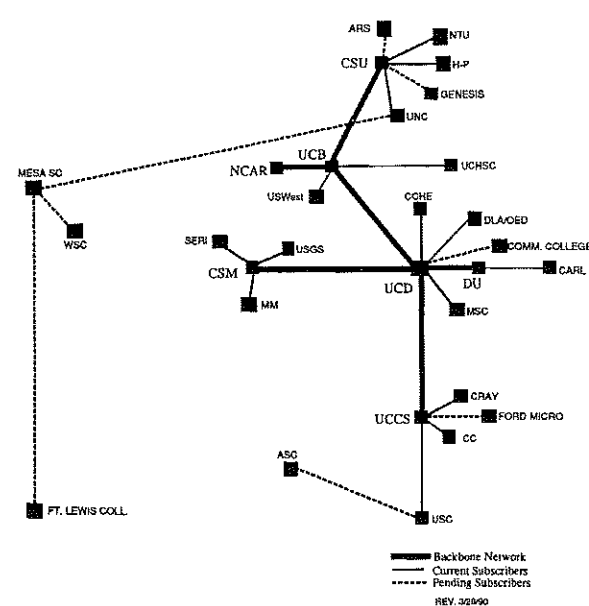 ARS
NTU
CSU
H-P
GENESIS
UNC
UCB
NCAR
UCHSC
MESA SC
USWest
CCHE
DLA/OED
WSC
SERI
USGS
COMM. COLLEGE
CSM
UCD
DU
CARL
MM
MSC
CRAY
UCCS
FORD MICRO
CC
ASC
FT. LEWIS COLL.
USC
Backbone Network
Current Subscribers
Pending Subscribers
REV. 3/20/90